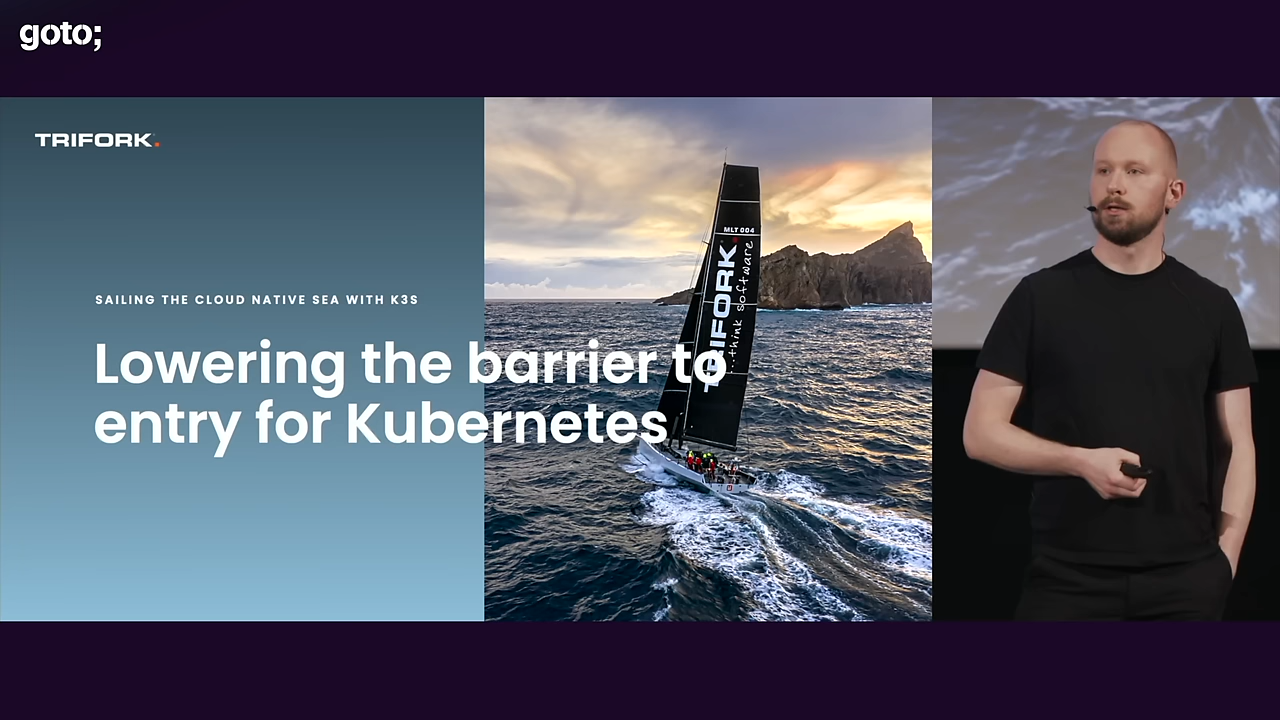 goto;
TRIFORK.
SAILING THE CLOUD NATIVE SEA WITH K3S
Lowering the barrier to
entry for Kubernetes
MLT 004
TRIFORK.
...think software